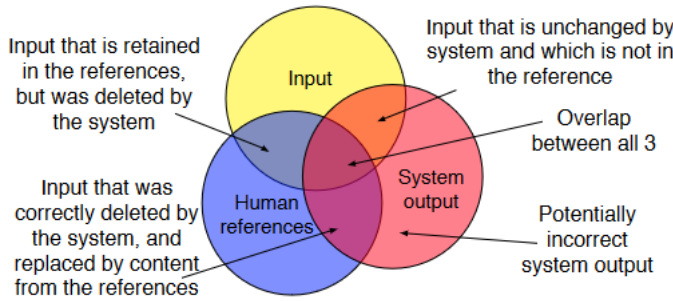 Input that is retained
in the references,
but was deleted by
the system
Input
Input that is unchanged by
system and which is not in
the reference
Overlap
between all 3
Human
references
System
output
Input that was
correctly deleted by
the system, and
replaced by content
from the references
Potentially
incorrect
system output